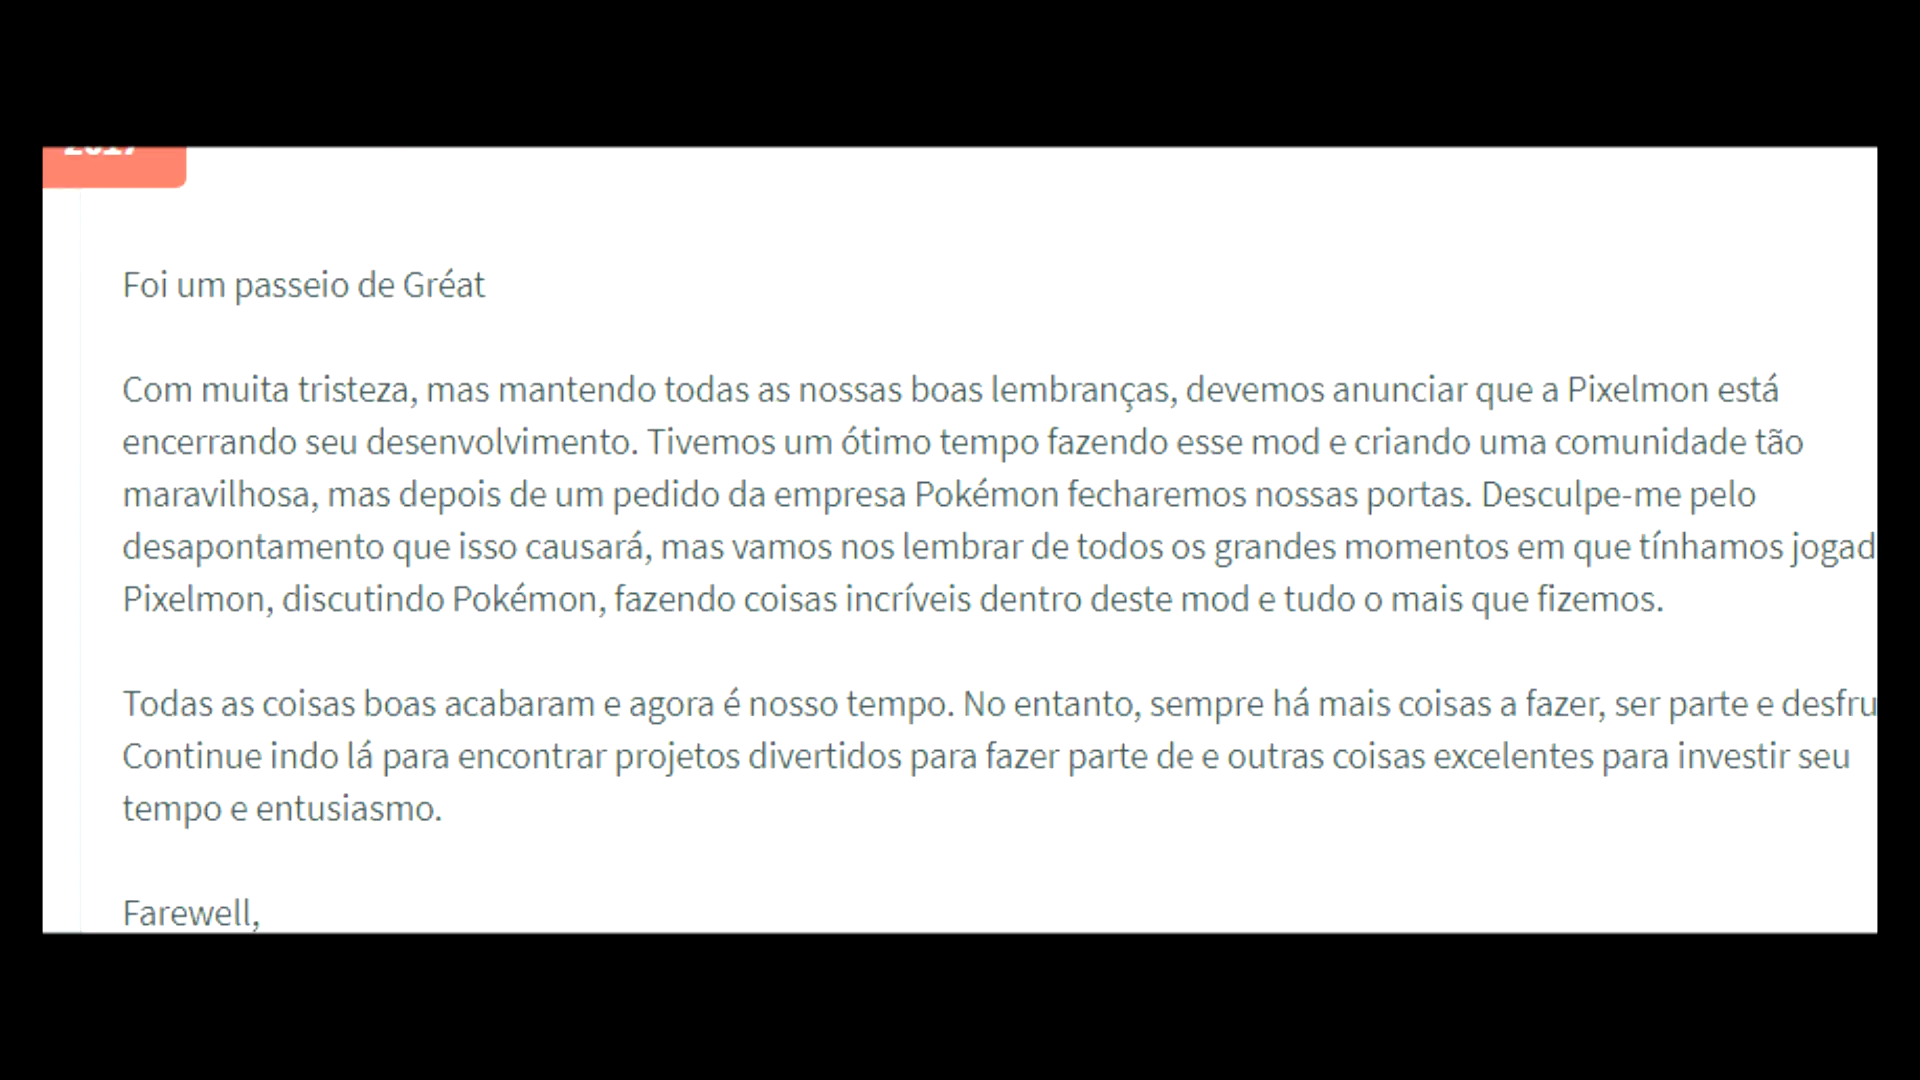 2017
Foi um passeio de Gréat
Com muita tristeza, mas mantendo todas as nossas boas lembranças, devemos anunciar que a Pixelmon está
encerrando seu desenvolvimento. Tivemos um ótimo tempo fazendo esse mod e criando uma comunidade tão
maravilhosa, mas depois de um pedido da empresa Pokémon fecharemos nossas portas. Desculpe-me pelo
desapontamento que isso causará, mas vamos nos lembrar de todos os grandes momentos em que tínhamos jogad
Pixelmon, discutindo Pokémon, fazendo coisas incríveis dentro deste mod e tudo o mais que fizemos.
Todas as coisas boas acabaram e agora é nosso tempo. No entanto, sempre há mais coisas a fazer, ser parte e desfru
Continue indo lá para encontrar projetos divertidos para fazer parte de e outras coisas excelentes para investir seu
tempo e entusiasmo.
Farewell,